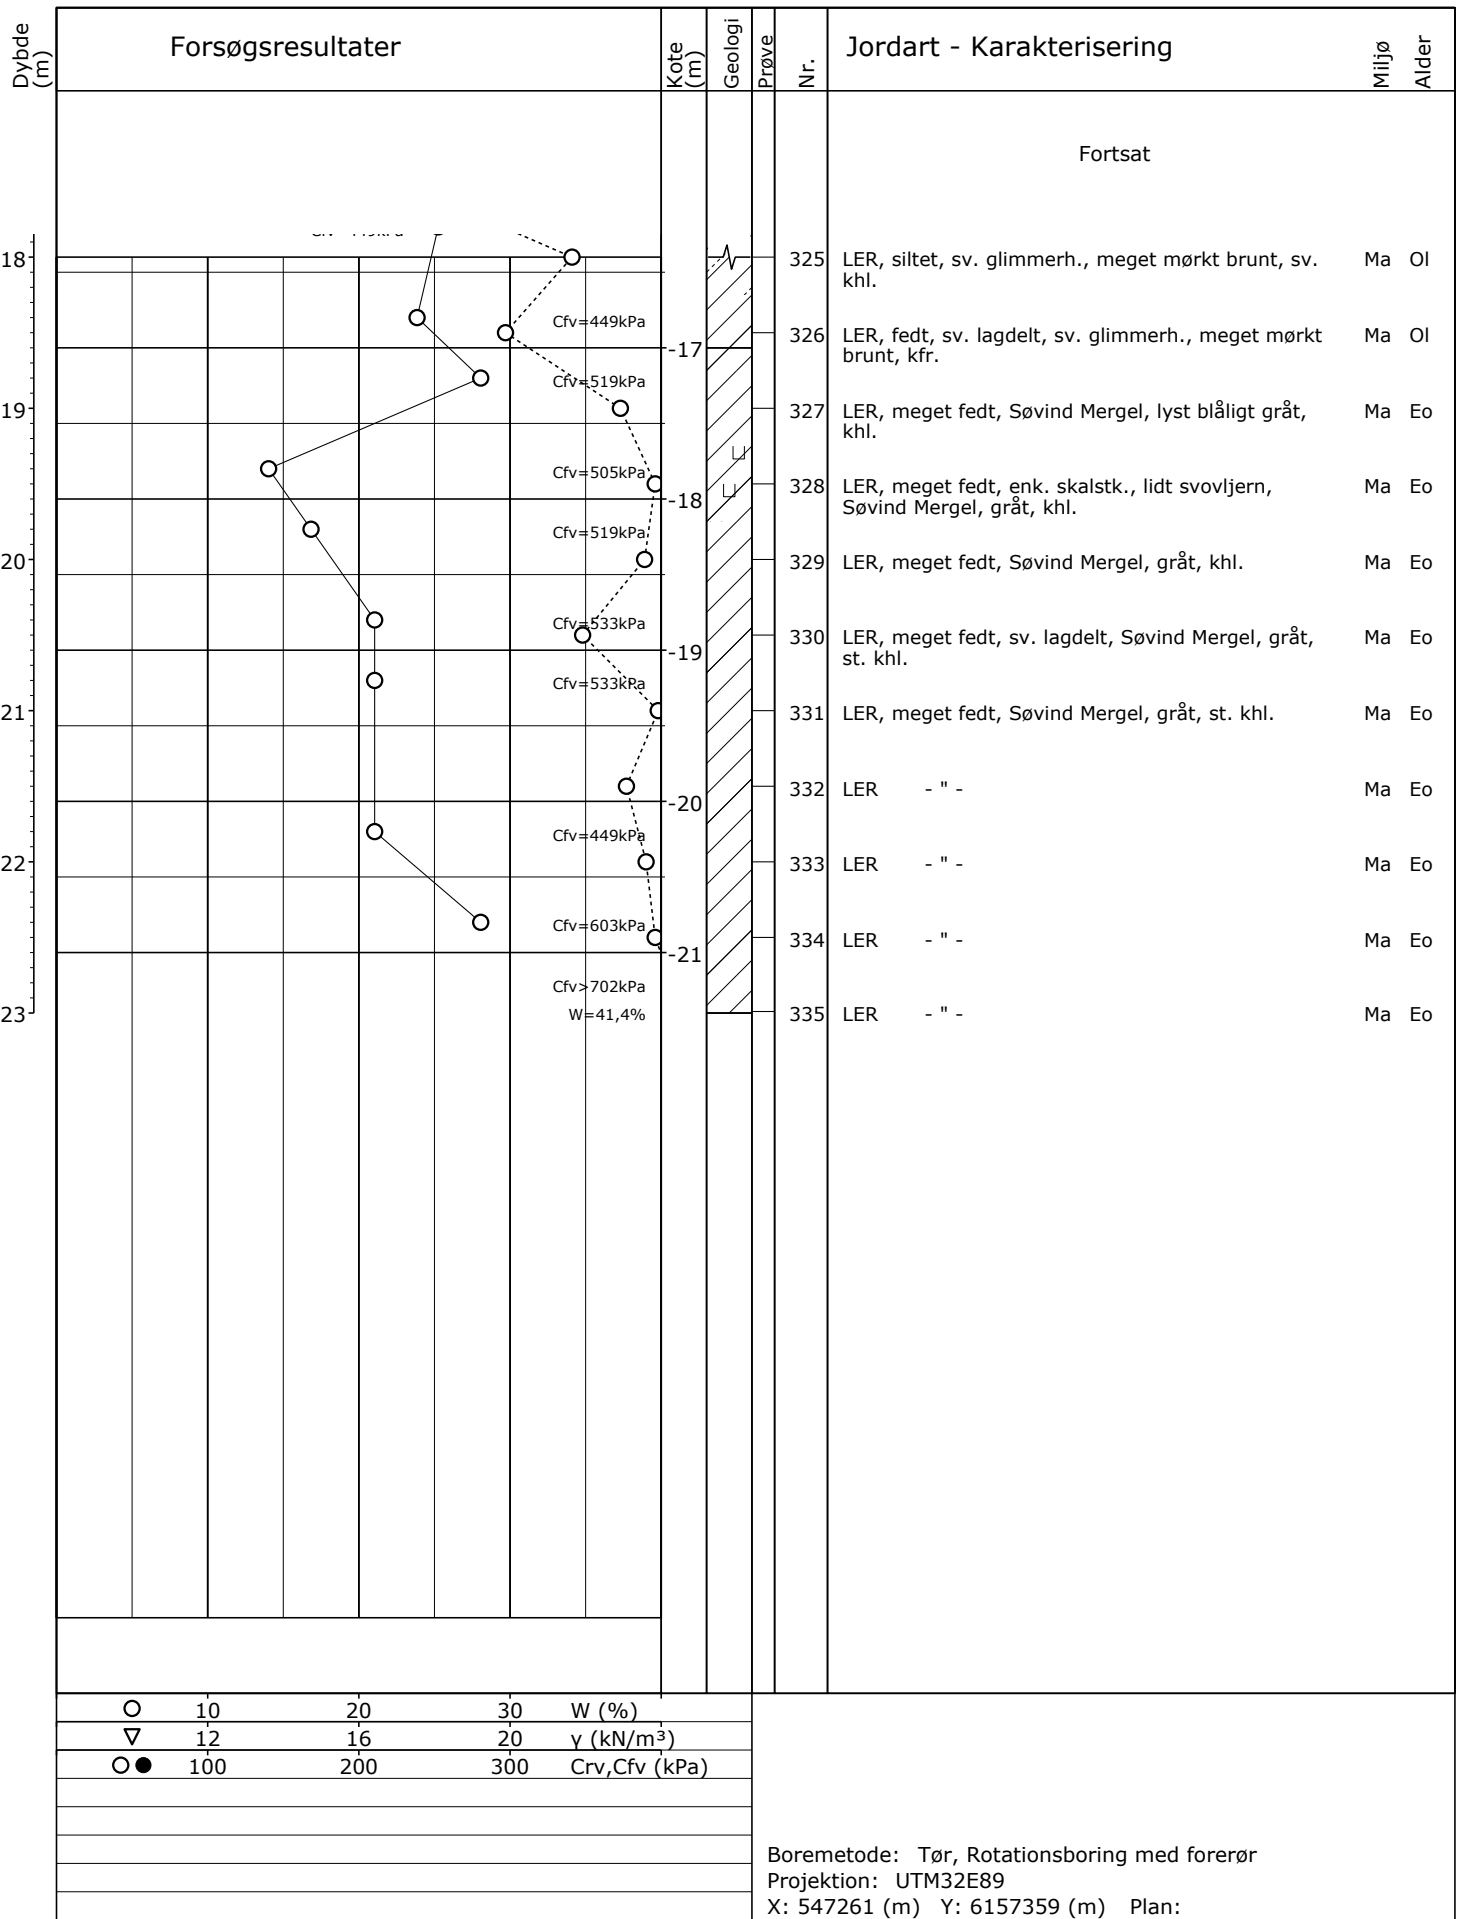 Dybde (m)
Forsøgsresultater
Kote (m)
Geologi
Prøve
Nr.
Jordart - Karakterisering
Miljø
Alder
Fortsat
18
325 LER, siltet, sv. glimmerh., meget mørkt brunt, sv. Ma Ol
khl.
Cfv=449kPa
326 LER, fedt, sv. lagdelt, sv. glimmerh., meget mørkt Ma Ol
brunt, kfr.
-17
Cfv=519kPa
19
327 LER, meget fedt, Søvind Mergel, lyst blåligt gråt, Ma Eo
khl.
Cfv=505kPa
328 LER, meget fedt, enk. skalstk., lidt svovljern, Ma Eo
Søvind Mergel, gråt, khl.
-18
Cfv=519kPa
20
329 LER, meget fedt, Søvind Mergel, gråt, khl. Ma Eo
Cfv=533kPa
330 LER, meget fedt, sv. lagdelt, Søvind Mergel, gråt, Ma Eo
st. khl.
-19
Cfv=533kPa
21
331 LER, meget fedt, Søvind Mergel, gråt, st. khl. Ma Eo
332 LER - " - Ma Eo
-20
Cfv=449kPa
22
333 LER - " - Ma Eo
Cfv=603kPa
334 LER - " - Ma Eo
-21
Cfv>702kPa
23
W=41,4%
335 LER - " - Ma Eo
10 20 30 W (%)
12 16 20 γ (kN/m³)
100 200 300 Crv,Cfv (kPa)
Boremetode: Tør, Rotationsboring med forerør
Projektion: UTM32E89
X: 547261 (m) Y: 6157359 (m) Plan: